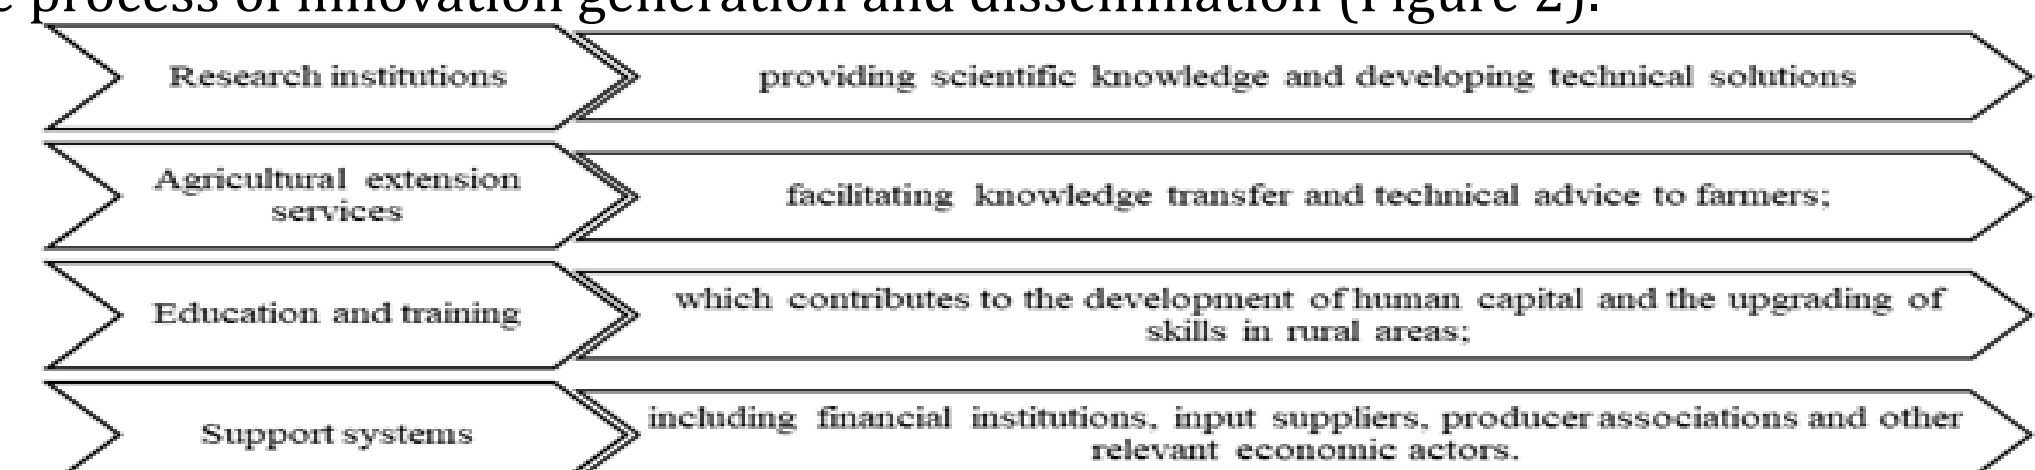 process of innovation generation and dissemination (Figure 2).
Research institutions
providing scientific knowledge and developing technical solutions
Agricultural extension
services
facilitating knowledge transfer and technical advice to farmers;
Education and training
which contributes to the development of human capital and the upgrading of
skills in rural areas;
Support systems
including financial institutions, input suppliers, producer associations and other
relevant economic actors.